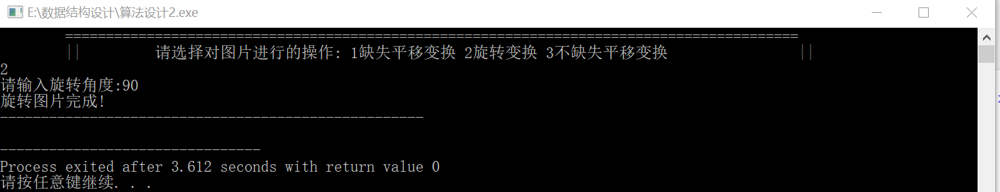 E:\数据结构设计\算法设计2.exe
==========================================================================================
|| 请选择对图片进行的操作: 1缺失平移变换 2旋转变换 3不缺失平移变换 ||
2
请输入旋转角度:90
旋转图片完成!
----------------------------------------------------
--------------------------------
Process exited after 3.612 seconds with return value 0
请按任意键继续. . .